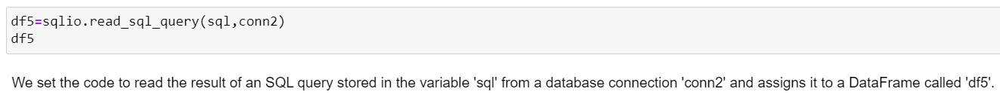 df5=sqlio.read_sql_query(sql,conn2)
df5
We set the code to read the result of an SQL query stored in the variable 'sql' from a database connection 'conn2' and assigns it to a DataFrame called 'df5'.